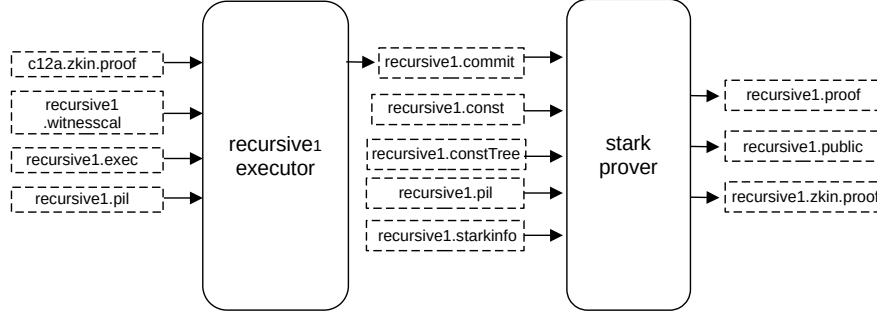 c12a.zkin.proof
recursive1
.witnesscal
recursive1.exec
recursive1.pil
recursive1
executor
recursive1.commit
recursive1.const
recursive1.constTree
recursive1.pil
recursive1.starkinfo
stark
prover
recursive1.proof
recursive1.public
recursive1.zkin.proof